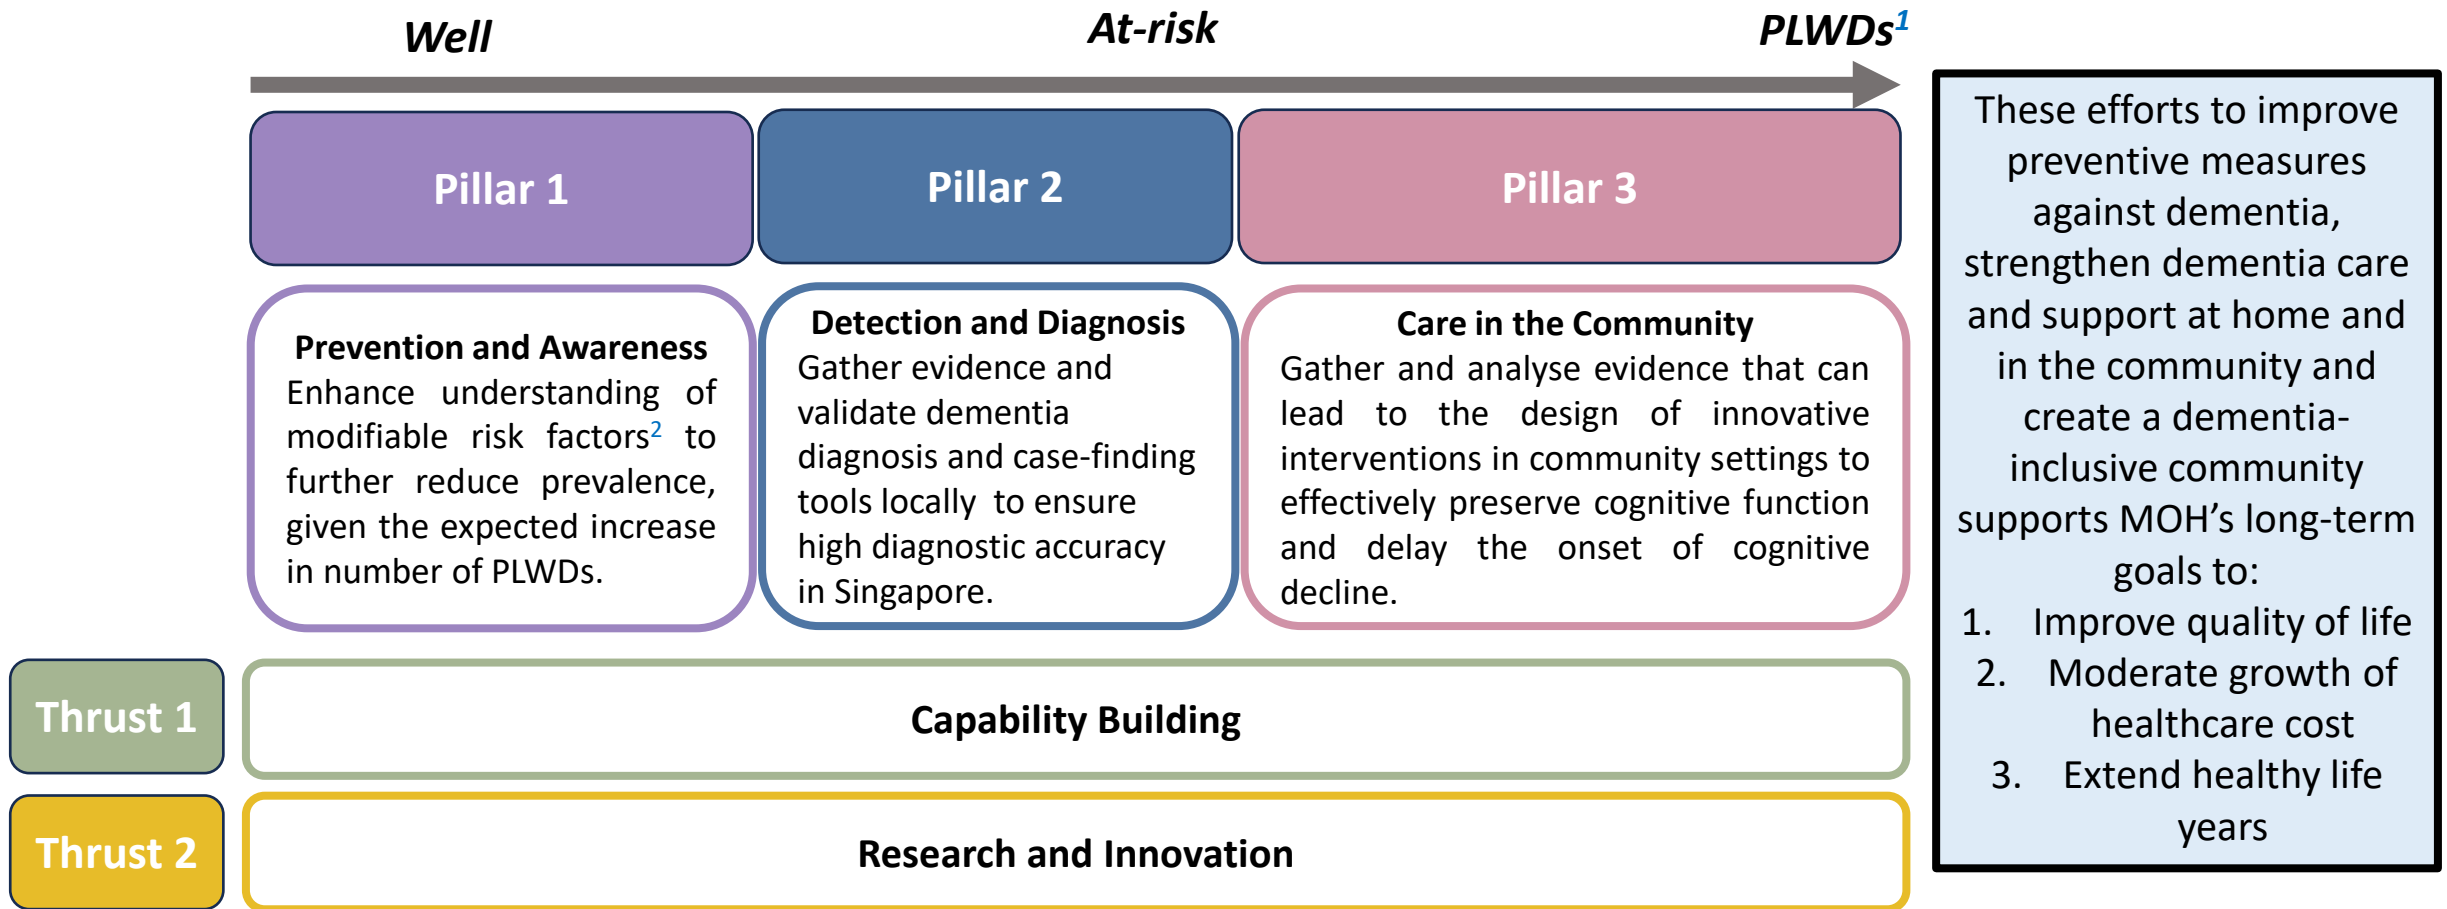 Well
At-risk
PLWDs1
Pillar 1
Pillar 2
Pillar 3
Prevention and Awareness
Enhance understanding of
modifiable risk factors2 to
further reduce prevalence,
given the expected increase
in number of PLWDs.
Detection and Diagnosis
Gather evidence and
validate dementia
diagnosis and case-finding
tools locally to ensure
high diagnostic accuracy
in Singapore.
Care in the Community
Gather and analyse evidence that can
lead to the design of innovative
interventions in community settings to
effectively preserve cognitive function
and delay the onset of cognitive
decline.
Thrust 1
Capability Building
Thrust 2
Research and Innovation
These efforts to improve
preventive measures
against dementia,
strengthen dementia care
and support at home and
in the community and
create a dementia-
inclusive community
supports MOH’s long-term
goals to:
1. Improve quality of life
2. Moderate growth of
healthcare cost
3. Extend healthy life
years